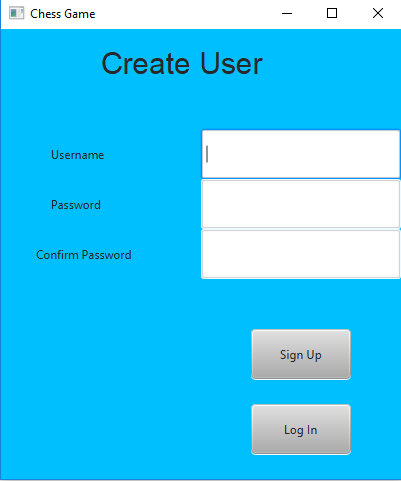 Chess Game
Create User
Username
Password
Confirm Password
Sign Up
Log In